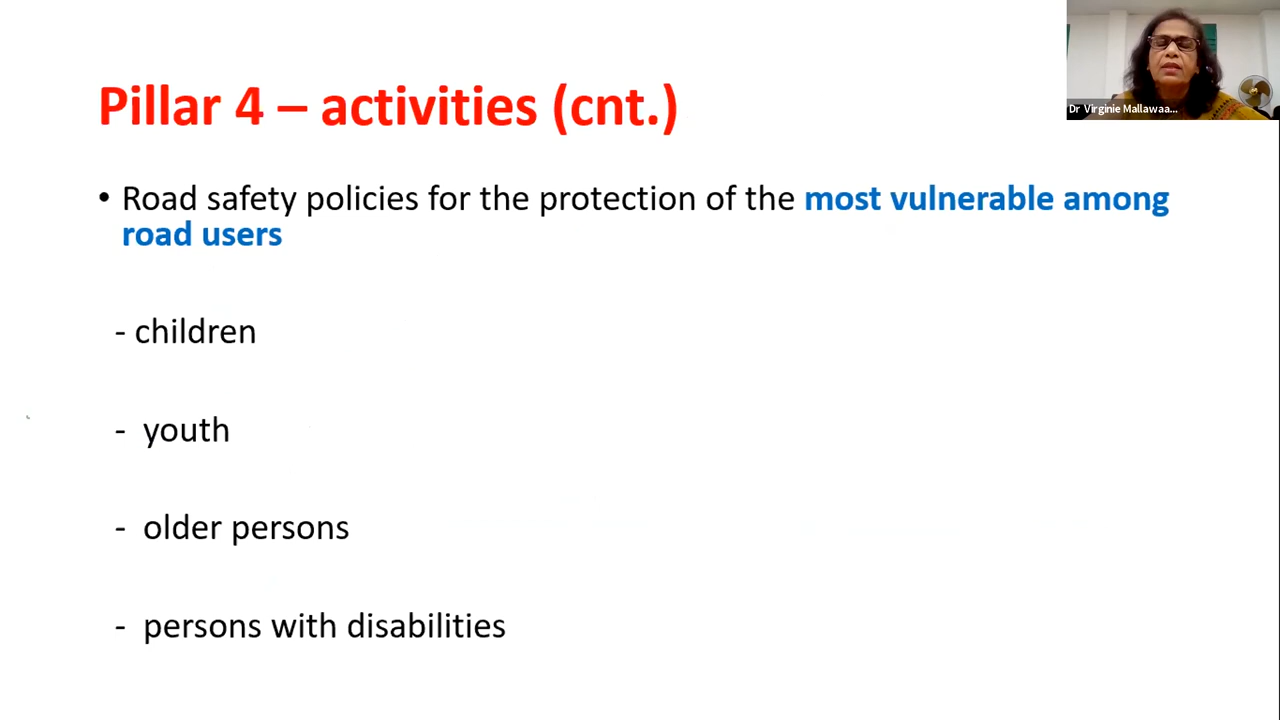 Dr Virginie Mallawaa...
Pillar 4 – activities (cnt.)
• Road safety policies for the protection of the most vulnerable among
road users
- children
- youth
- older persons
- persons with disabilities